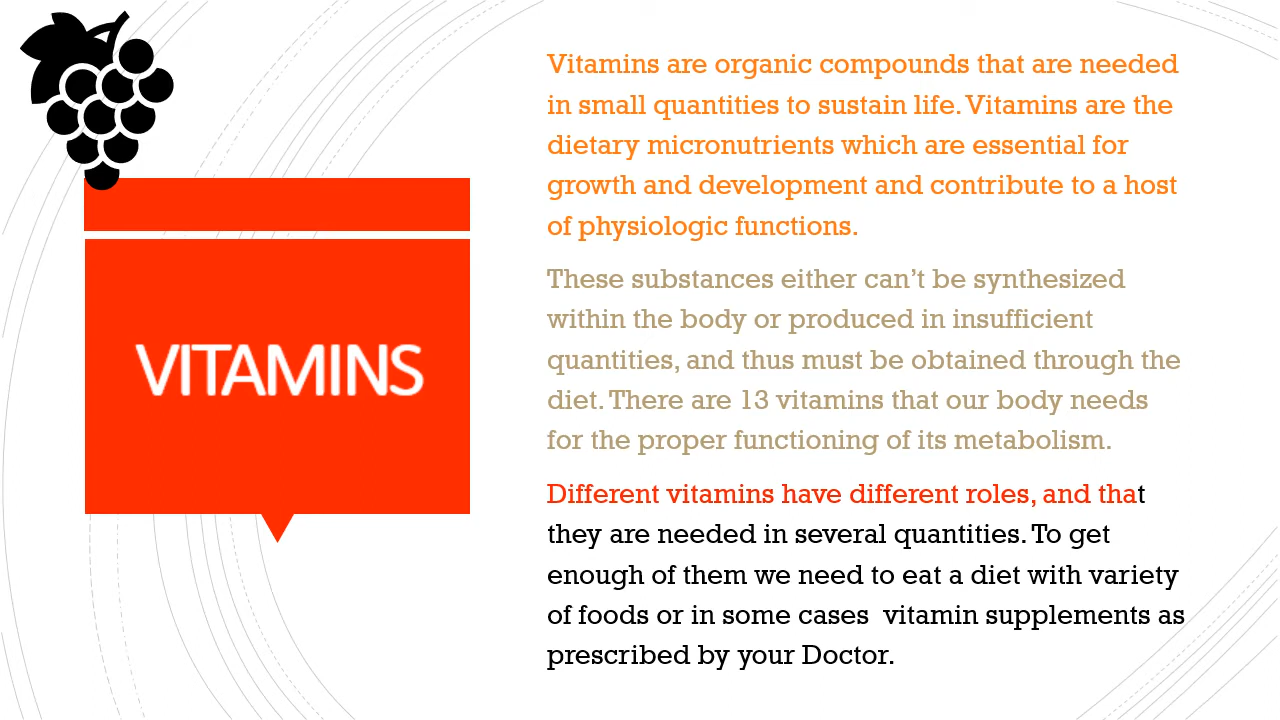 VITAMINS
Vitamins are organic compounds that are needed
in small quantities to sustain life. Vitamins are the
dietary micronutrients which are essential for
growth and development and contribute to a host
of physiologic functions.
These substances either can’t be synthesized
within the body or produced in insufficient
quantities, and thus must be obtained through the
diet. There are 13 vitamins that our body needs
for the proper functioning of its metabolism.
Different vitamins have different roles, and that
they are needed in several quantities. To get
enough of them we need to eat a diet with variety
of foods or in some cases  vitamin supplements as
prescribed by your Doctor.